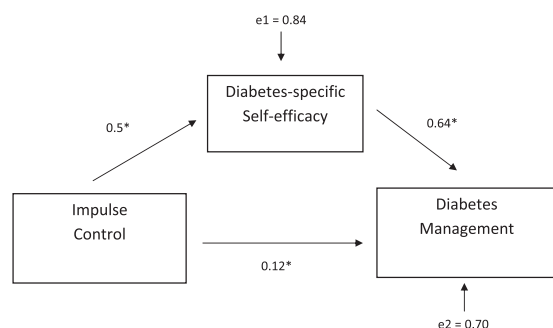 e1 = 0.84
Diabetes-specific
Self-efficacy
0.5*
0.64*
Impulse
Control
Diabetes
Management
0.12*
e2 = 0.70